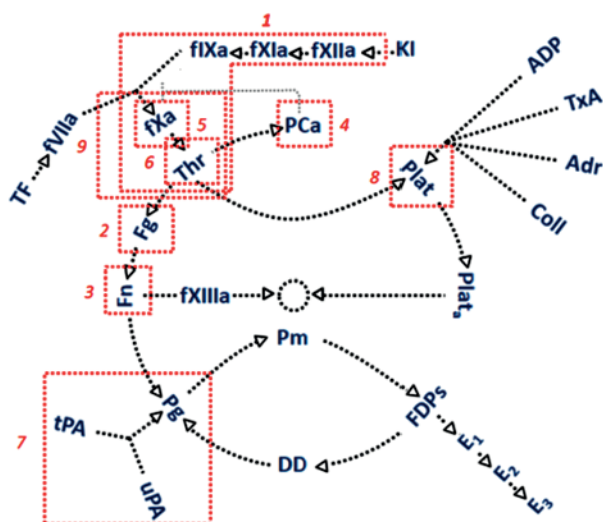 1
fIXa fXIa fXIIa KI
ADP
TxA
Adr
Coll
fVIIa
TF
9
fXa
5
PCa
4
6
Thr
Plat
8
2
Fg
3
Fn
fXIIIa
Plat a
Pm
7
tPA
uPA
Pg
DD
FDPs
E1
E2
E3